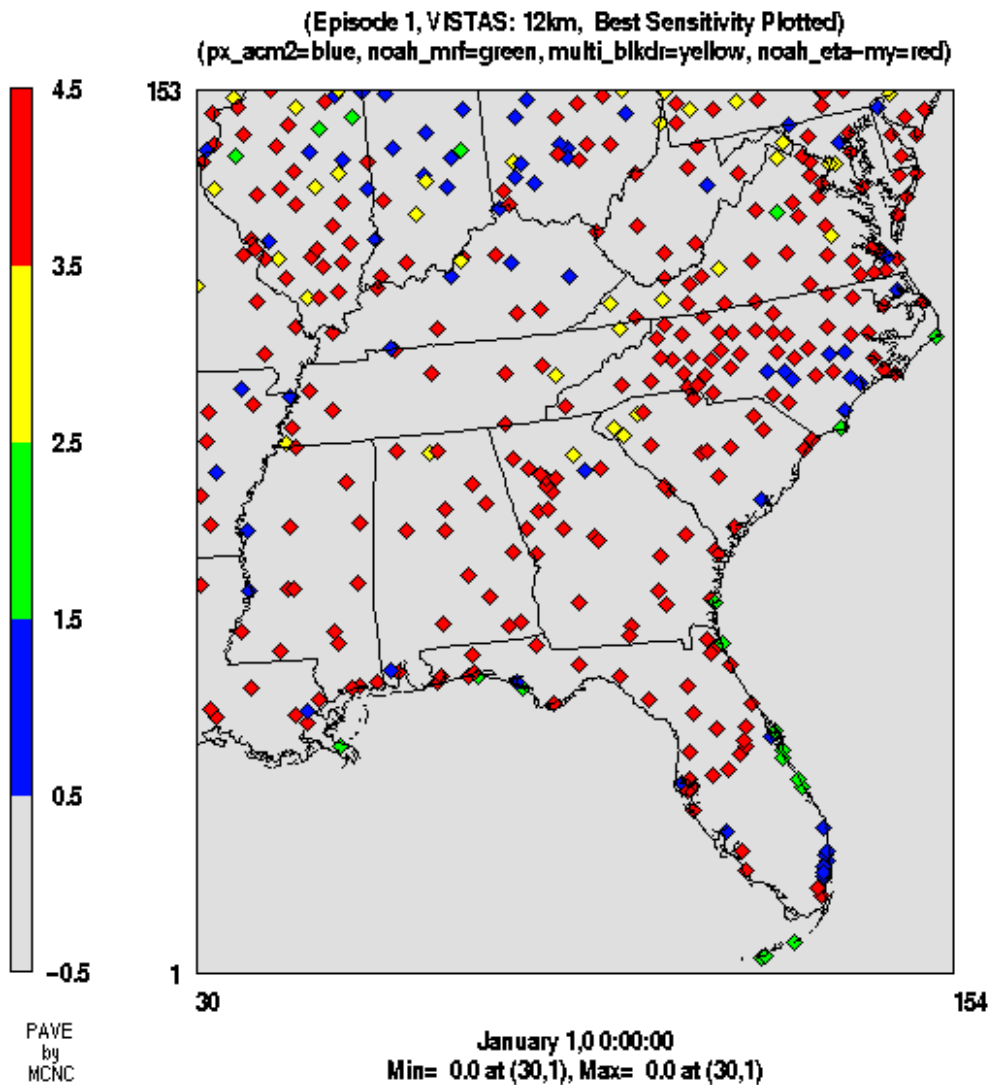 (Episode 1, VISTAS: 12km, Best Sensitivity Plotted)
(px_acm2=blue, noah_mrf=green, multi_blkdr=yellow, noah_eta-my=red)
4.5
3.5
2.5
1.5
0.5
-0.5
153
1
30
154
PAVE
by
MCNC
January 1,0 0:00:00
Min= 0.0 at (30,1), Max= 0.0 at (30,1)